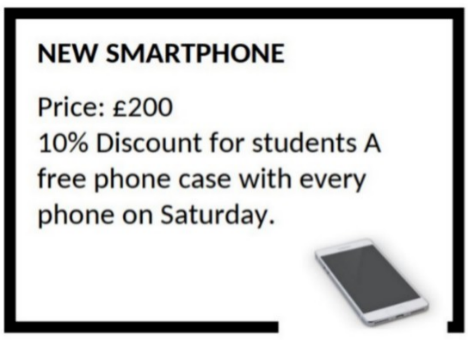 NEW SMARTPHONE
Price: £200
10% Discount for students A
free phone case with every
phone on Saturday.